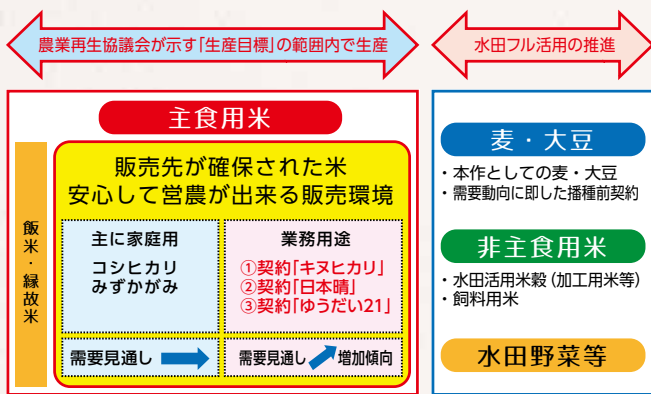 農業再生協議会が示す「生産目標」の範囲内で生産
水田フル活用の推進
主食用米
飯米・縁故米
販売先が確保された米
安心して営農が出来る販売環境
主に家庭用
コシヒカリ
みずかがみ
業務用途
①契約「キヌヒカリ」
②契約「日本晴」
③契約「ゆうだい21」
需要見通し
需要見通し 増加傾向
麦・大豆
・本作としての麦・大豆
・需要動向に即した播種前契約
非主食用米
・水田活用米穀(加工用米等)
・飼料用米
水田野菜等